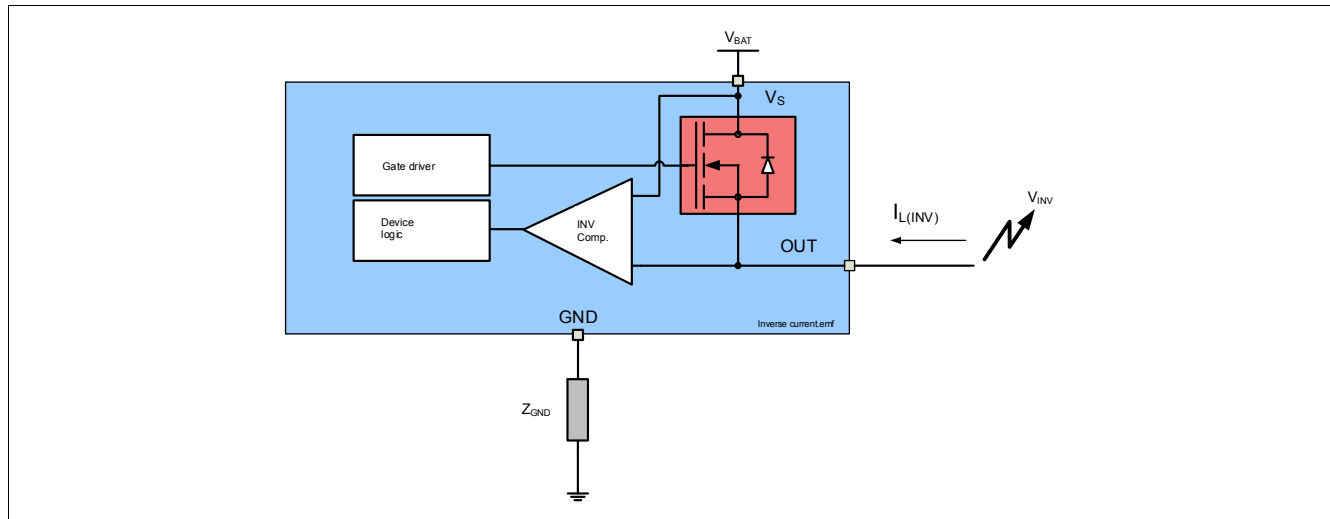 VBAT
VS
Gate driver
Device
logic
INV
Comp.
IL(INV)
VINV
OUT
GND
Inverse current.emf
ZGND